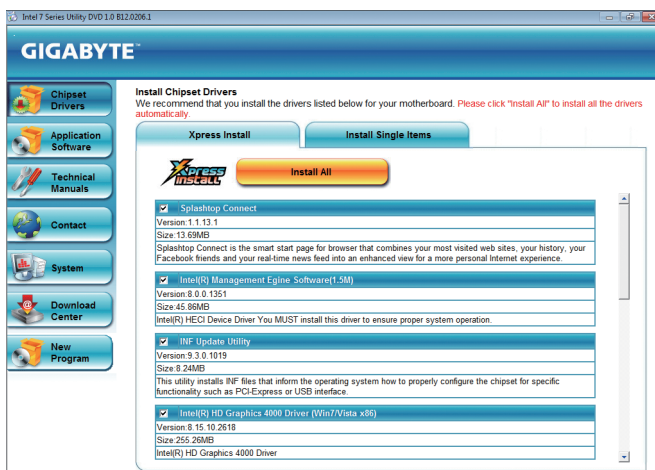 Intel 7 Series Utility DVD 1.0 B12.0206.1
GIGABYTE™
Chipset
Drivers
Application
Software
Technical
Manuals
Contact
System
Download
Center
New
Program
Install Chipset Drivers
We recommend that you install the drivers listed below for your motherboard. Please click "Install All" to install all the drivers
automatically.
Xpress Install
Install Single Items
Xpress
INSTALL
Install All
Splashtop Connect
Version:1.1.13.1
Size:13.69MB
Splashtop Connect is the smart start page for browser that combines your most visited web sites, your history, your
Facebook friends and your real-time news feed into an enhanced view for a more personal Internet experience.
Intel(R) Management Egine Software(1.5M)
Version:8.0.0.1351
Size:45.86MB
Intel(R) HECI Device Driver You MUST install this driver to ensure proper system operation.
INF Update Utility
Version:9.3.0.1019
Size:8.24MB
This utility installs INF files that inform the operating system how to properly configure the chipset for specific
functionality such as PCI-Express or USB interface.
Intel(R) HD Graphics 4000 Driver (Win7/Vista x86)
Version:8.15.10.2618
Size:255.26MB
Intel(R) HD Graphics 4000 Driver